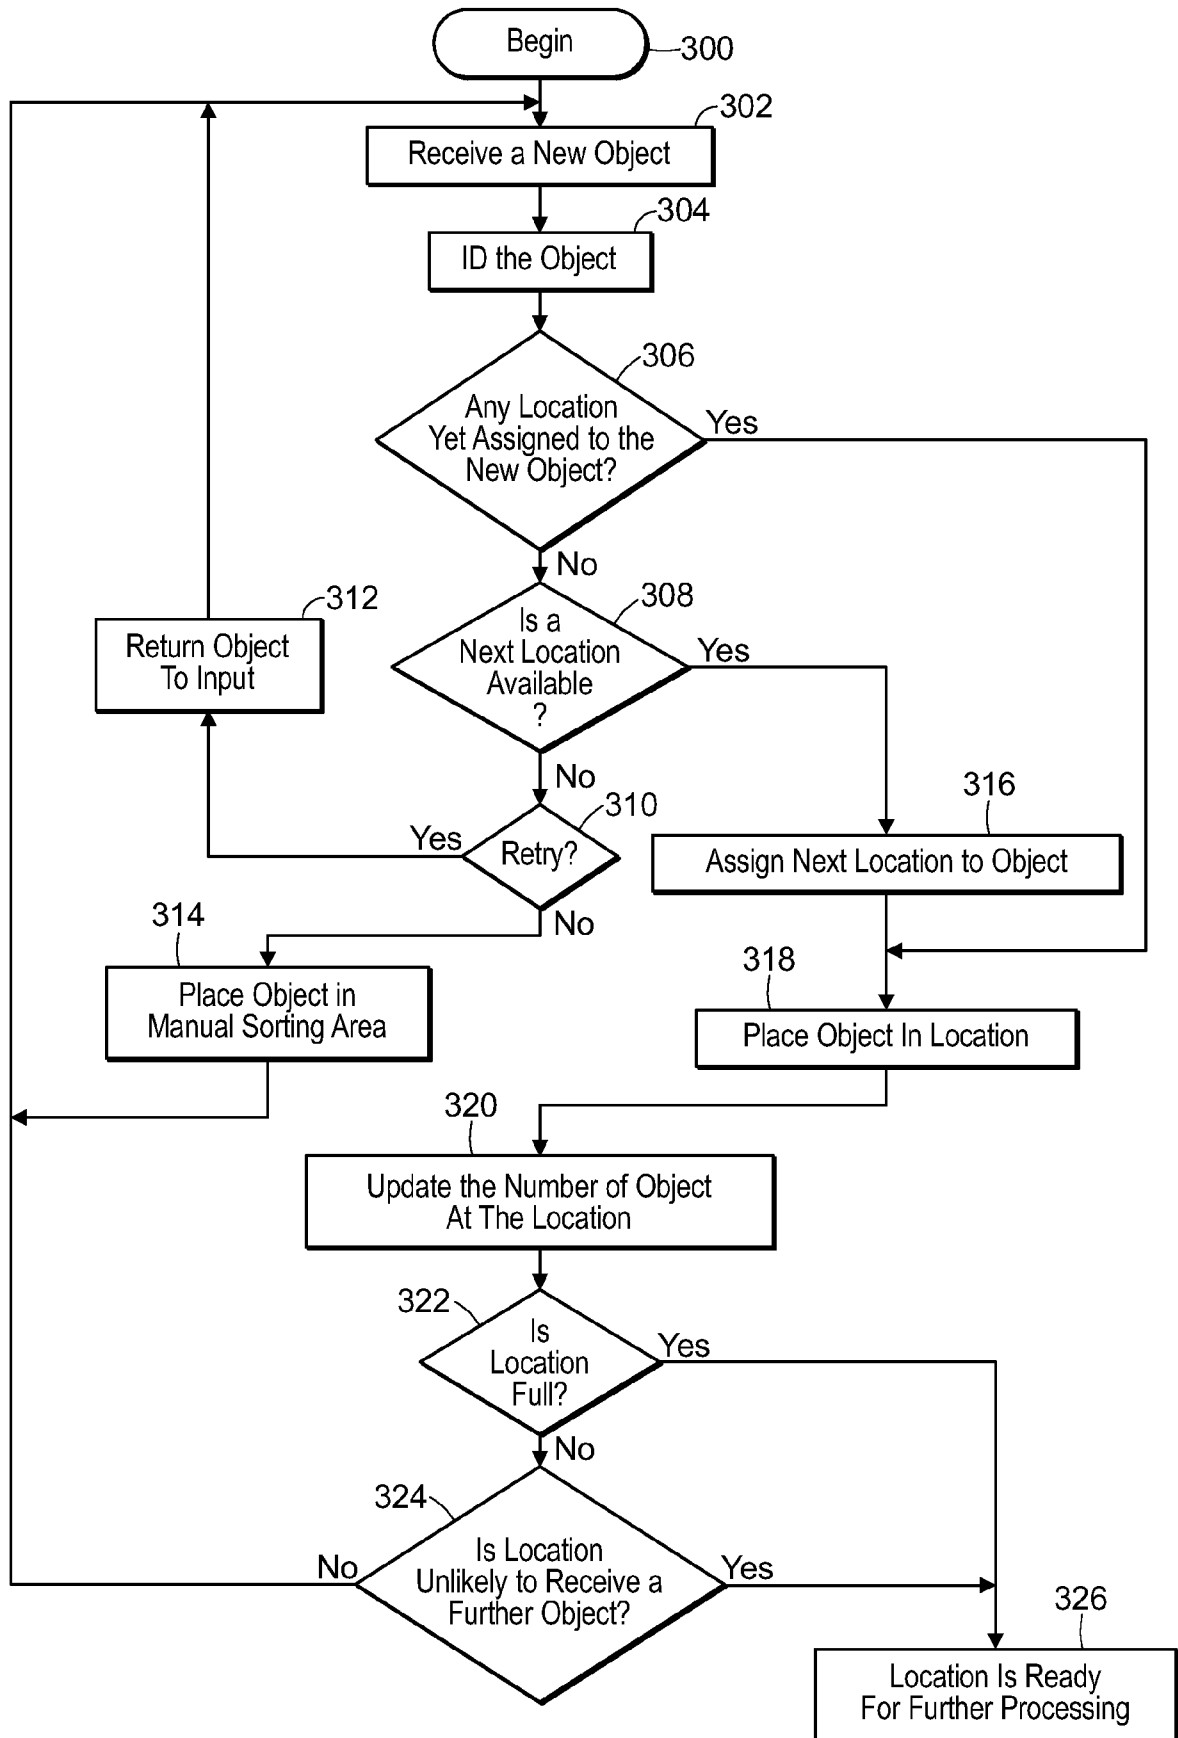 Begin
300
302
Receive a New Object
304
ID the Object
306
Any Location
Yet Assigned to the
New Object?
Yes
No
308
Is a
Next Location
Available
?
Yes
312
Return Object
To Input
No
310
Retry?
Yes
316
Assign Next Location to Object
No
314
Place Object in
Manual Sorting Area
318
Place Object In Location
320
Update the Number of Object
At The Location
322
Is
Location
Full?
Yes
No
324
Is Location
Unlikely to Receive a
Further Object?
No
Yes
326
Location Is Ready
For Further Processing